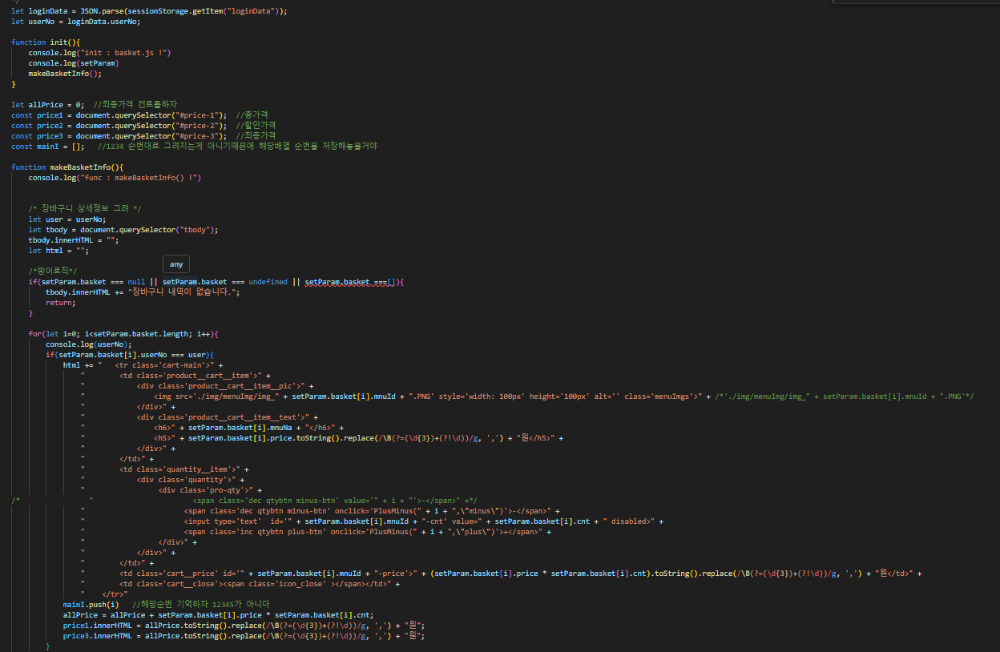 */
let loginData = JSON.parse(sessionStorage.getItem("loginData"));
let userNo = loginData.userNo;
function init(){
    console.log("init : basket.js !")
    console.log(setParam)
    makeBasketInfo();
}
let allPrice = 0;  //최종가격 컨트롤하자
const price1 = document.querySelector("#price-1");  //총가격
const price2 = document.querySelector("#price-2");  //할인가격
const price3 = document.querySelector("#price-3");  //최종가격
const mainI = [];   //1234 순번대로 그려지는게 아니기때문에 해당배열 순번을 저장해놓을거야
function makeBasketInfo(){
    console.log("func : makeBasketInfo() !")
    /* 장바구니 상세정보 그려 */
    let user = userNo;
    let tbody = document.querySelector("tbody");
    tbody.innerHTML = "";
    let html = "";
any
    /*방어로직*/
    if(setParam.basket === null || setParam.basket === undefined || setParam.basket ===[]){
        tbody.innerHTML += "장바구니 내역이 없습니다.";
        return;
    }
    for(let i=0; i<setParam.basket.length; i++){
        console.log(userNo);
        if(setParam.basket[i].userNo === user){
            html += "   <tr class='cart-main'>" +
                "        <td class='product__cart__item'>" +
                "            <div class='product__cart__item__pic'>" +
                "                <img src='./img/menuImg/img_" + setParam.basket[i].mnuId + ".PNG' style='width: 100px' height='100px' alt='' class='menuImgs'>" + /*'./img/menuImg/img_" + setParam.basket[i].mnuId + ".PNG'*/
                "            </div>" +
                "            <div class='product__cart__item__text'>" +
                "                <h6>" + setParam.basket[i].mnuNa + "</h6>" +
                "                <h5>" + setParam.basket[i].price.toString().replace(/\B(?=(\d{3})+(?!\d))/g, ',') + "원</h5>" +
                "            </div>" +
                "        </td>" +
                "        <td class='quantity__item'>" +
                "            <div class='quantity'>" +
                "                 <div class='pro-qty'>" +
/*                "                       <span class='dec qtybtn minus-btn' value='" + i + "'>-</span>" +*/
                "                       <span class='dec qtybtn minus-btn' onclick='PlusMinus(" + i + ",\"minus\")'>-</span>" +
                "                       <input type='text'  id='" + setParam.basket[i].mnuId + "-cnt' value=" + setParam.basket[i].cnt + " disabled>" +
                "                       <span class='inc qtybtn plus-btn' onclick='PlusMinus(" + i + ",\"plus\")'>+</span>" +
                "                 </div>" +
                "            </div>" +
                "        </td>" +
                "        <td class='cart__price' id='" + setParam.basket[i].mnuId + "-price'>" + (setParam.basket[i].price * setParam.basket[i].cnt).toString().replace(/\B(?=(\d{3})+(?!\d))/g, ',') + "원</td>" +
                "        <td class='cart__close'><span class='icon_close' ></span></td>" +
                "    </tr>"
            mainI.push(i)   //해당순번 기억하자 12345가 아니다
            allPrice = allPrice + setParam.basket[i].price * setParam.basket[i].cnt;
            price1.innerHTML = allPrice.toString().replace(/\B(?=(\d{3})+(?!\d))/g, ',') + "원";
            price3.innerHTML = allPrice.toString().replace(/\B(?=(\d{3})+(?!\d))/g, ',') + "원";
        }